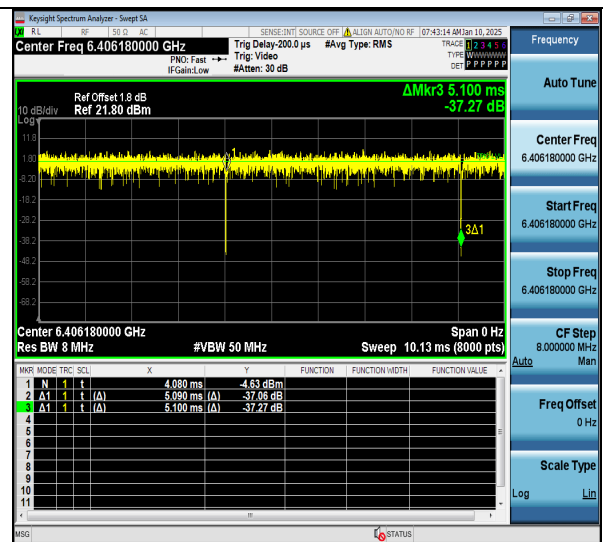 Keysight Spectrum Analyzer - Swept SA
RL RF 50 Ω AC SENSE:INT SOURCE OFF ALIGN AUTO/NO RF 07:43:14 AM Jan 10, 2025
Center Freq 6.406180000 GHz
PNO: Fast
IFGain:Low
Trig Delay-200.0 µs
Trig: Video
#Atten: 30 dB
#Avg Type: RMS
TRACE 1 2 3 4 5 6
TYPE WWWWWW
DET P P P P P P
Ref Offset 1.8 dB
10 dB/div Ref 21.80 dBm
Log
ΔMkr3 5.100 ms
-37.27 dB
11.8
1.80
-8.20
-18.2
-28.2
-38.2
-48.2
-58.2
-68.2
1
3Δ1
Center 6.406180000 GHz Span 0 Hz
Res BW 8 MHz #VBW 50 MHz Sweep 10.13 ms (8000 pts)
MKR MODE TRC SCL X Y FUNCTION FUNCTION WIDTH FUNCTION VALUE
1 N 1 t 4.080 ms -4.63 dBm
2 Δ1 1 t (Δ) 5.090 ms (Δ) -37.06 dB
3 Δ1 1 t (Δ) 5.100 ms (Δ) -37.27 dB
4
5
6
7
8
9
10
11
MSG STATUS
Frequency
Auto Tune
Center Freq
6.406180000 GHz
Start Freq
6.406180000 GHz
Stop Freq
6.406180000 GHz
CF Step
8.000000 MHz
Auto Man
Freq Offset
0 Hz
Scale Type
Log Lin